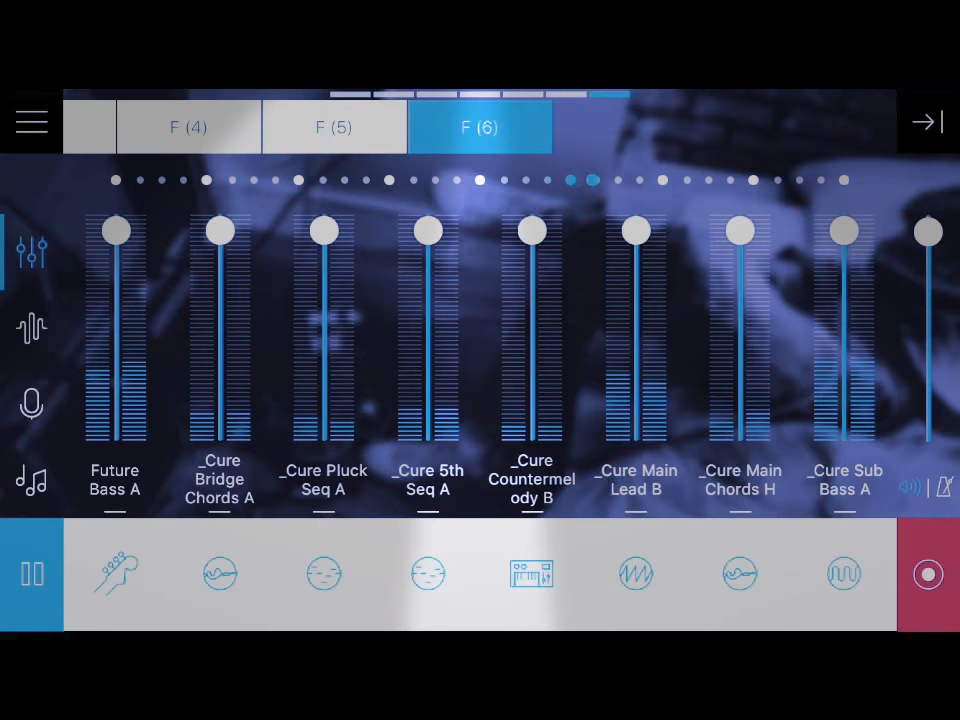 F (4)
F (5)
F (6)
Future
Bass A
_Cure
Bridge
Chords A
_Cure Pluck
Seq A
_Cure 5th
Seq A
_Cure
Countermel
ody B
_Cure Main
Lead B
_Cure Main
Chords H
_Cure Sub
Bass A